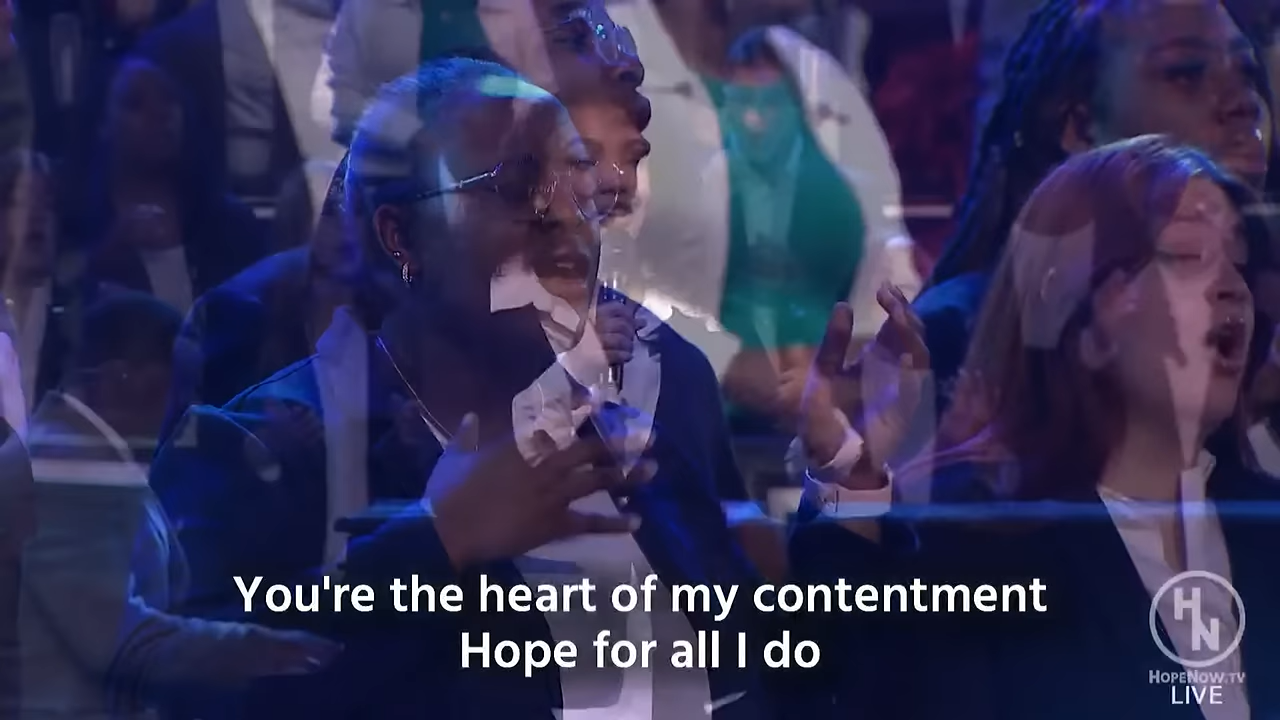 You're the heart of my contentment
Hope for all I do
HN
HOPENOW.TV
LIVE